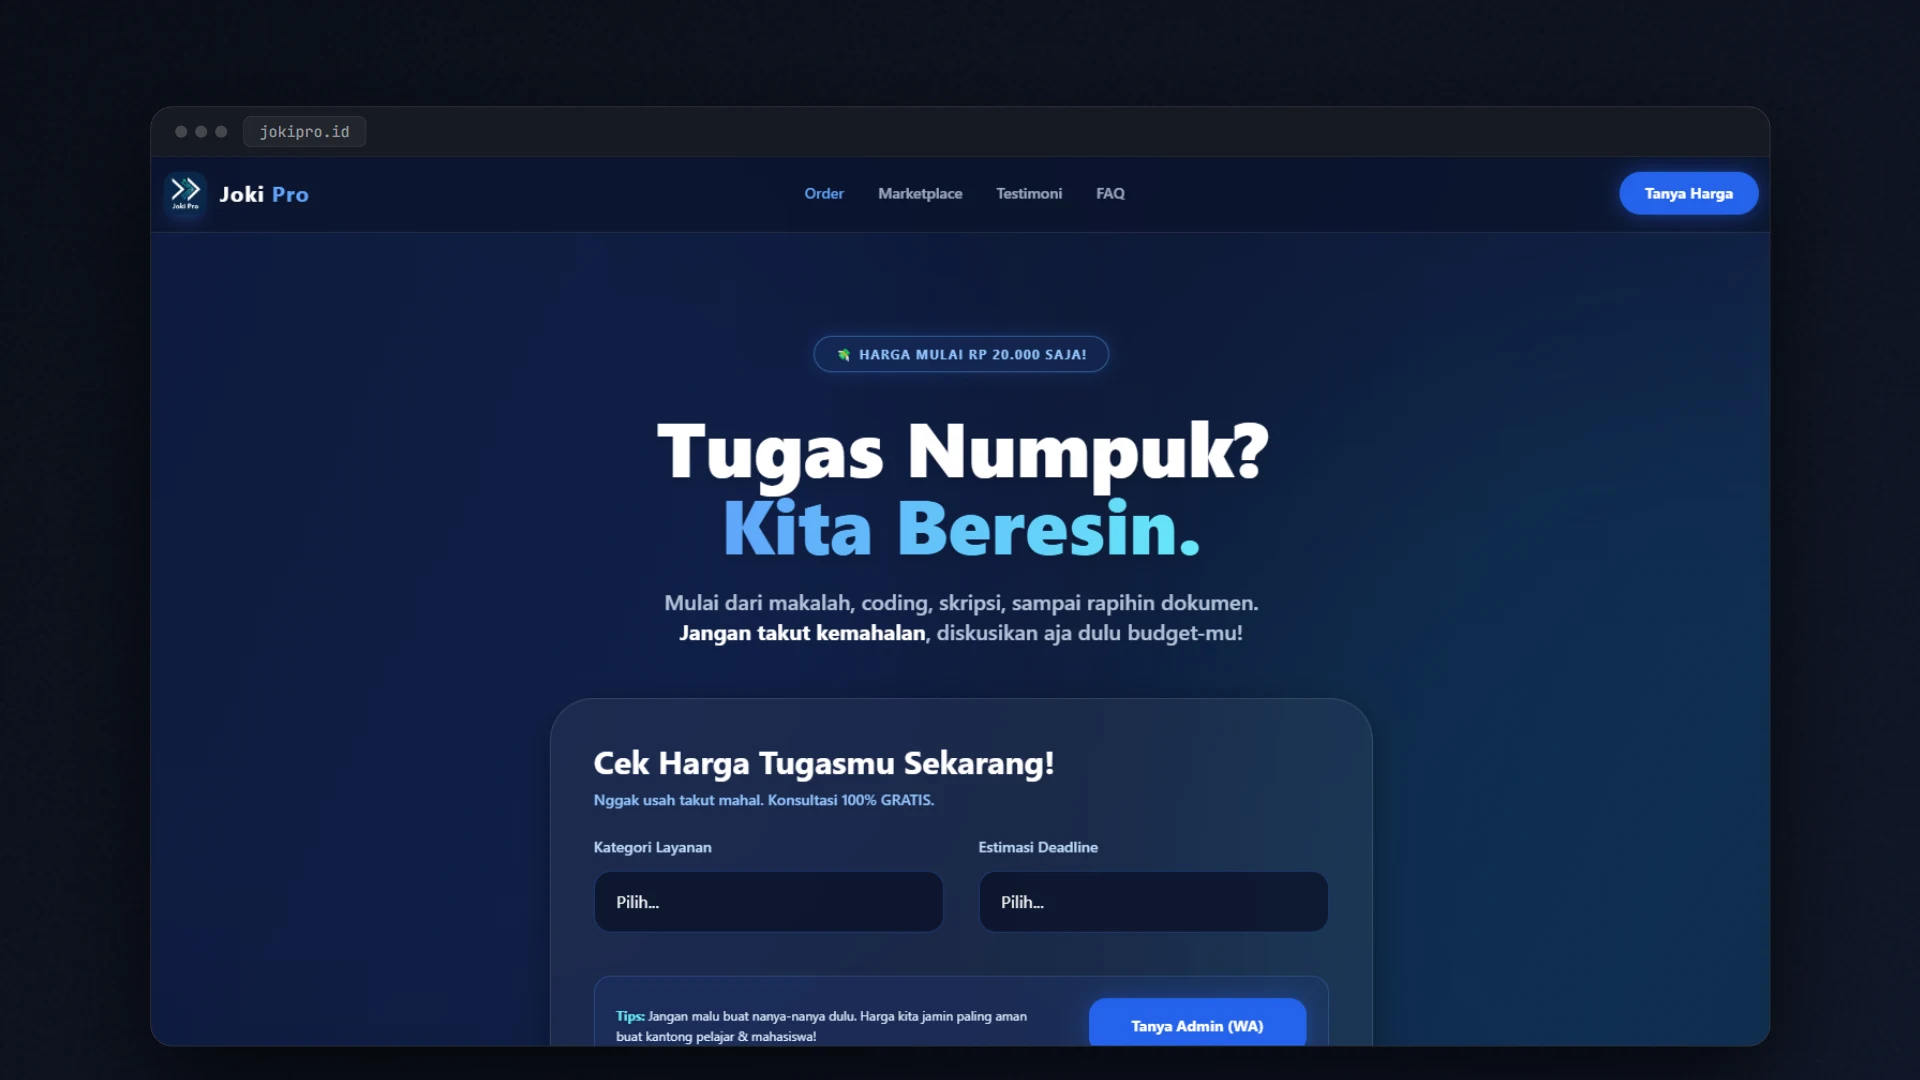 jokipro.id
Joki Pro
Joki Pro
Order
Marketplace
Testimoni
FAQ
Tanya Harga
HARGA MULAI RP 20.000 SAJA!
Tugas Numpuk?
Kita Beresin.
Mulai dari makalah, coding, skripsi, sampai rapihin dokumen.
Jangan takut kemahalan, diskusikan aja dulu budget-mu!
Cek Harga Tugasmu Sekarang!
Nggak usah takut mahal. Konsultasi 100% GRATIS.
Kategori Layanan
Estimasi Deadline
Pilih...
Pilih...
Tips: Jangan malu buat nanya-nanya dulu. Harga kita jamin paling aman
buat kantong pelajar & mahasiswa!
Tanya Admin (WA)